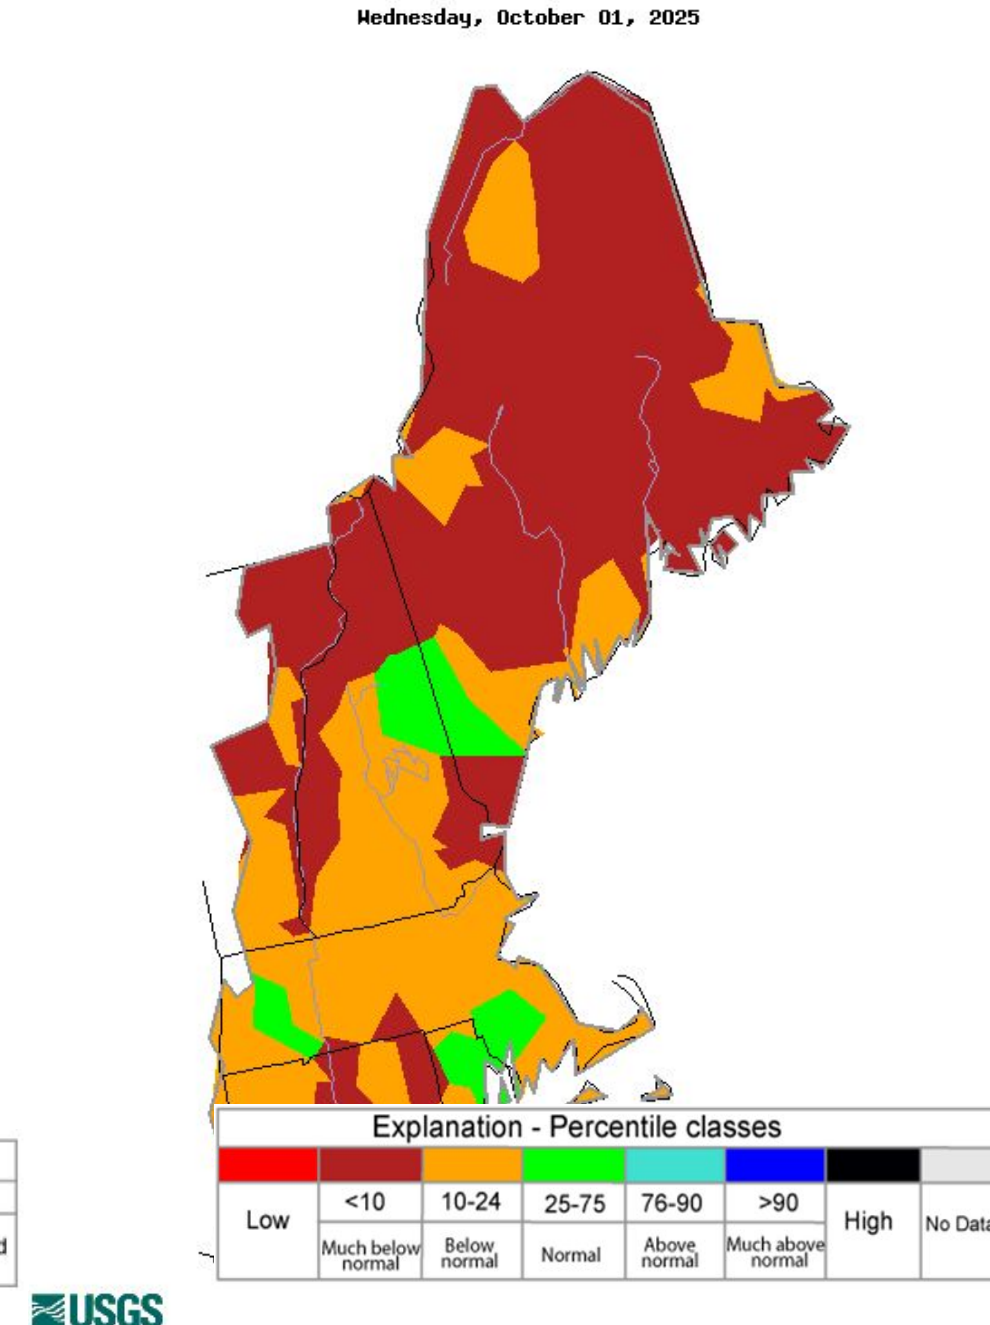 Wednesday, October 01, 2025
Explanation - Percentile classes
Low
<10
10-24
25-75
76-90
>90
High
No Data
Much below normal
Below normal
Normal
Above normal
Much above normal
d
USGS